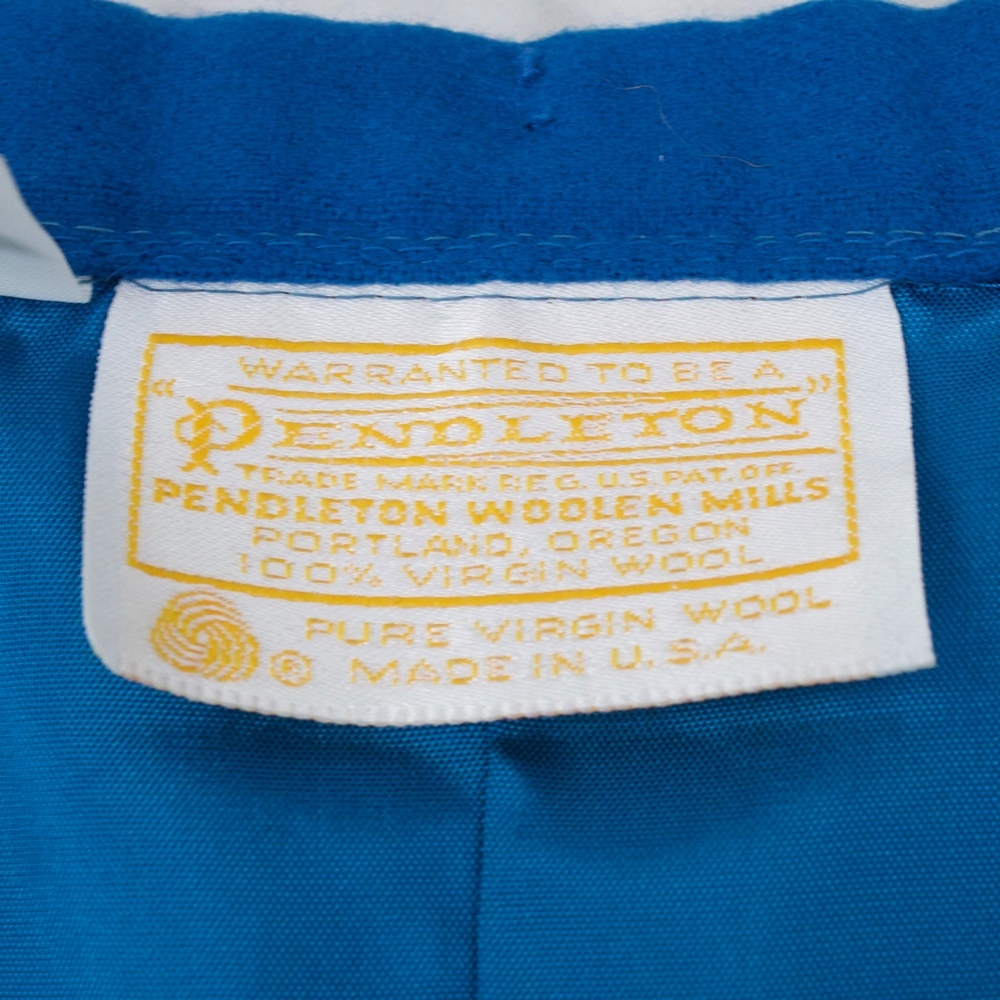 WARRANTED TO BE A
"PENDLETON"
TRADE MARK REG. U.S. PAT. OFF.
PENDLETON WOOLEN MILLS
PORTLAND, OREGON
100% VIRGIN WOOL
PURE VIRGIN WOOL
® MADE IN U.S.A.